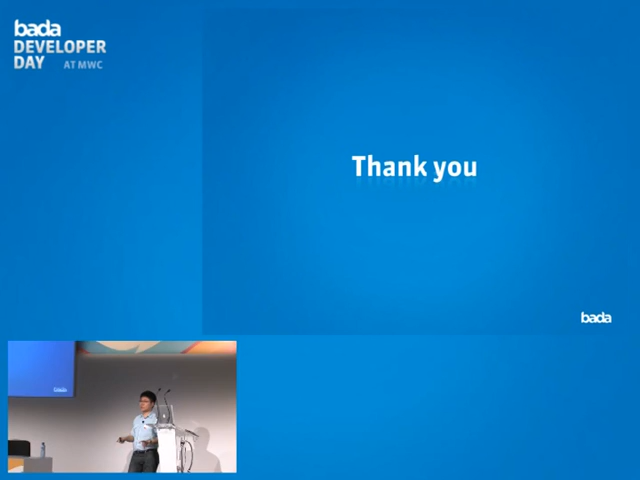 bada
DEVELOPER
DAY AT MWC
Thank you
bada